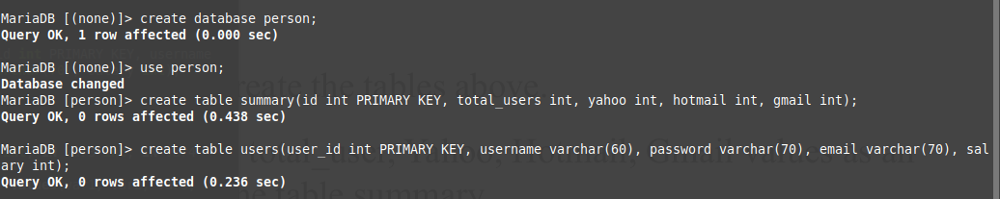 MariaDB [(none)]> create database person;
Query OK, 1 row affected (0.000 sec)
MariaDB [(none)]> use person;
Database changed
MariaDB [person]> create table summary(id int PRIMARY KEY, total_users int, yahoo int, hotmail int, gmail int);
Query OK, 0 rows affected (0.438 sec)
MariaDB [person]> create table users(user_id int PRIMARY KEY, username varchar(60), password varchar(70), email varchar(70), sal
ary int);
Query OK, 0 rows affected (0.236 sec)